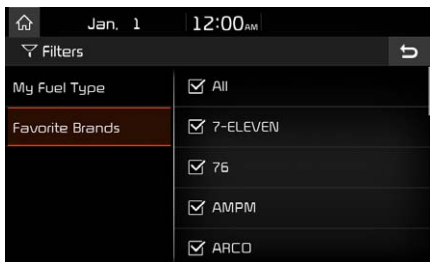 Jan. 1 12:00AM
Filters
My Fuel Type
Favorite Brands
All
7-ELEVEN
76
AMPM
ARCO